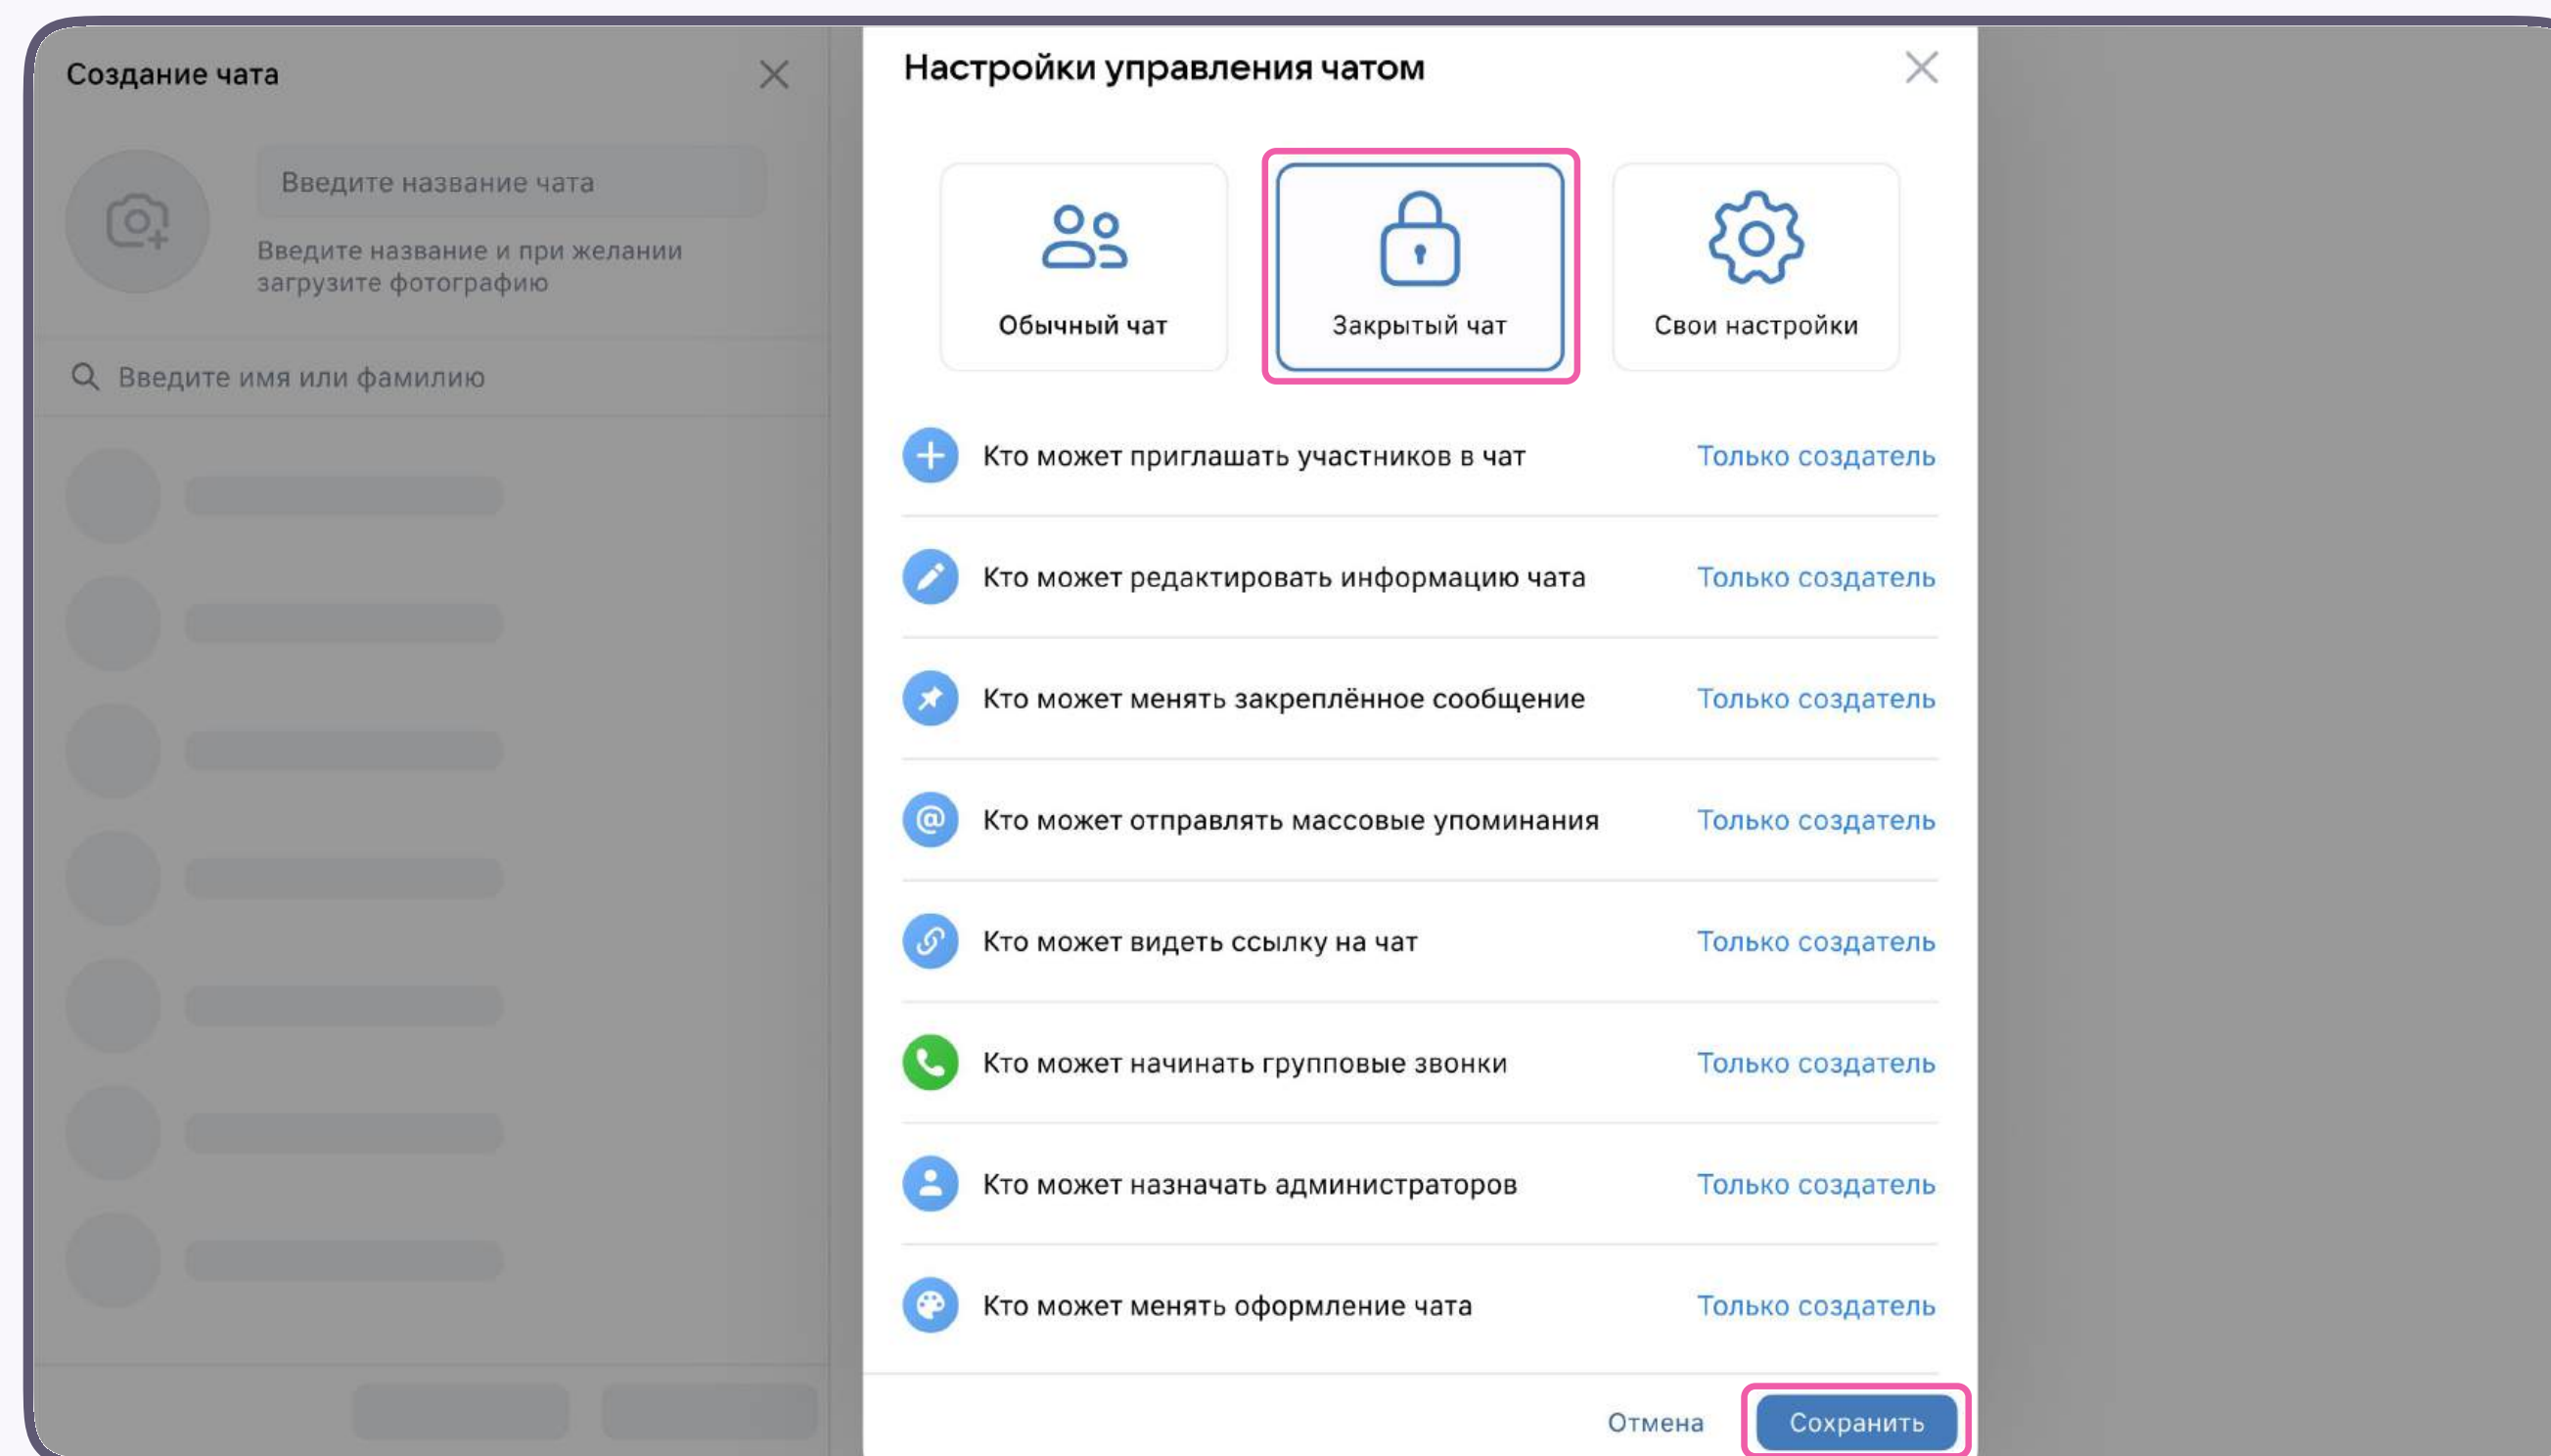 Создание чата
Введите название чата
Введите название и при желании
загрузите фотографию
Введите имя или фамилию
Настройки управления чатом
Обычный чат
Закрытый чат
Свои настройки
Кто может приглашать участников в чат Только создатель
Кто может редактировать информацию чата Только создатель
Кто может менять закреплённое сообщение Только создатель
Кто может отправлять массовые упоминания Только создатель
Кто может видеть ссылку на чат Только создатель
Кто может начинать групповые звонки Только создатель
Кто может назначать администраторов Только создатель
Кто может менять оформление чата Только создатель
Отмена Сохранить